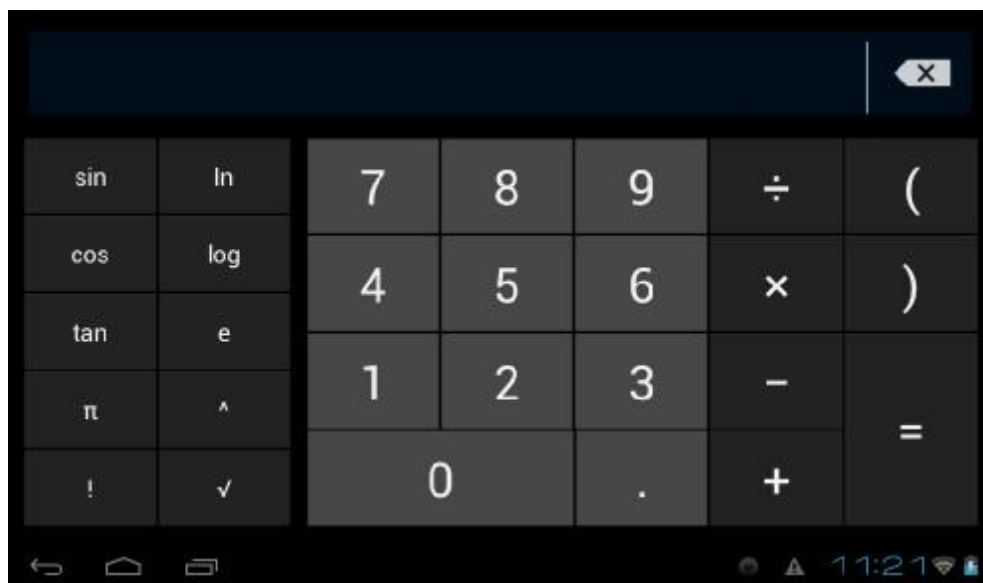 sin ln 7 8 9 ÷ (
cos log 4 5 6 × )
tan e 1 2 3 − =
π ^ 0 . +
! √
11:21